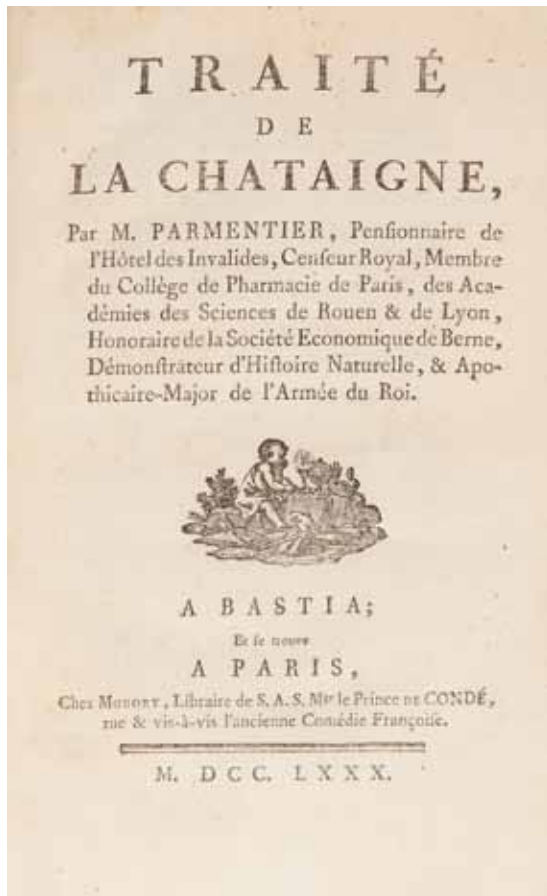 TRAITÉ
DE
LA CHATAIGNE,
Par M. PARMENTIER, Penſionnaire de
l'Hôtel des Invalides, Cenſeur Royal, Membre
du Collège de Pharmacie de Paris, des Aca-
démies des Sciences de Rouen & de Lyon,
Honoraire de la Société Economique de Berne,
Démonſtrateur d'Hiſtoire Naturelle, & Apo-
thicaire-Major de l'Armée du Roi.
A BASTIA;
Et ſe trouve
A PARIS,
Chez MONORY, Libraire de S. A. S. Mgr le Prince DE CONDÉ,
rue & vis-à-vis l'ancienne Comédie Françoiſe.
M. DCC. LXXX.